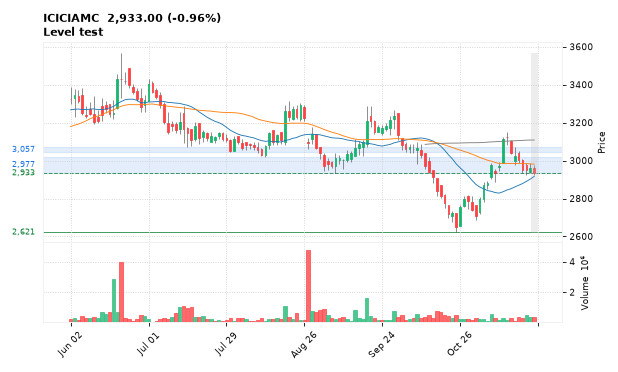 ICICIAMC 2,933.00 (-0.96%)
Level test
3600
3400
3200
3,057
3000
2,977
2,933
2800
2,621
2600
Price
4
2
Volume 10⁶
Jun 02
Jul 01
Jul 29
Aug 26
Sep 24
Oct 26